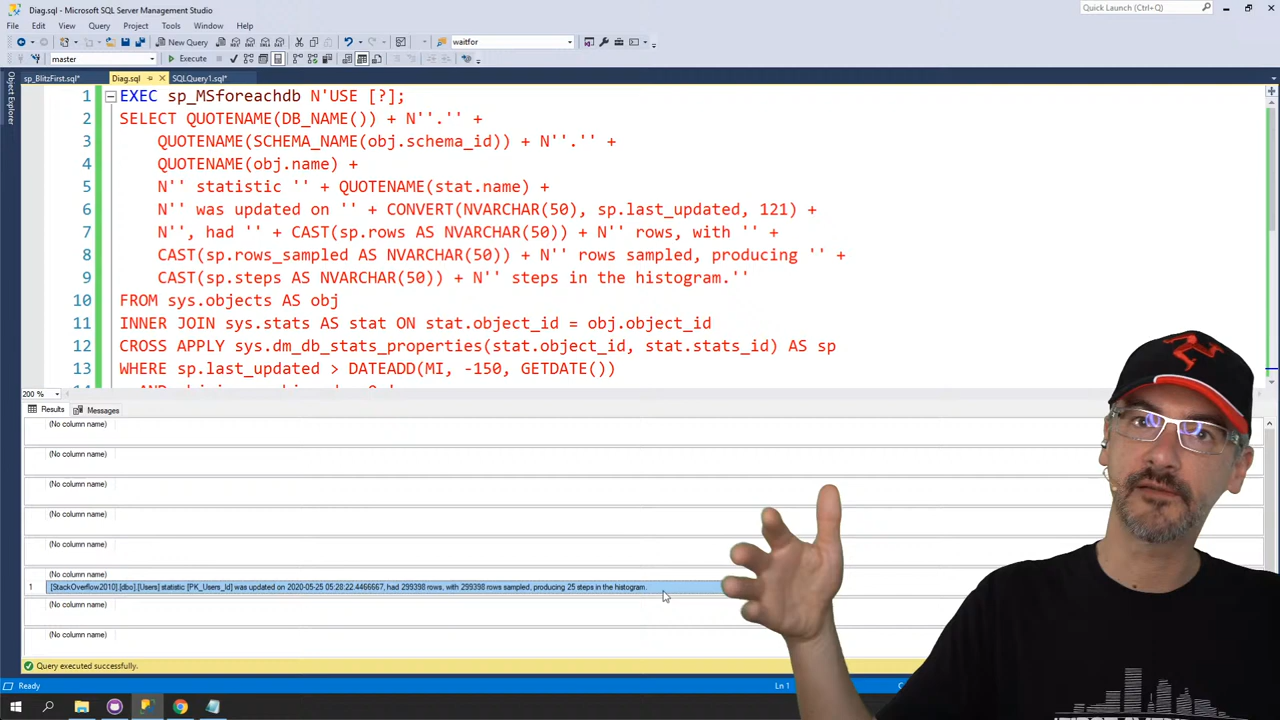 Diag.sql - Microsoft SQL Server Management Studio
Quick Launch (Ctrl+Q)
File Edit View Query Project Tools Window Help
New Query waitfor
master Execute
sp_BlitzFirst.sql* Diag.sql SQLQuery1.sql*
Object Explorer
1 EXEC sp_MSforeachdb N'USE [?];
2 SELECT QUOTENAME(DB_NAME()) + N''.'' +
3 QUOTENAME(SCHEMA_NAME(obj.schema_id)) + N''.'' +
4 QUOTENAME(obj.name) +
5 N'' statistic '' + QUOTENAME(stat.name) +
6 N'' was updated on '' + CONVERT(NVARCHAR(50), sp.last_updated, 121) +
7 N'', had '' + CAST(sp.rows AS NVARCHAR(50)) + N'' rows, with '' +
8 CAST(sp.rows_sampled AS NVARCHAR(50)) + N'' rows sampled, producing '' +
9 CAST(sp.steps AS NVARCHAR(50)) + N'' steps in the histogram.''
10 FROM sys.objects AS obj
11 INNER JOIN sys.stats AS stat ON stat.object_id = obj.object_id
12 CROSS APPLY sys.dm_db_stats_properties(stat.object_id, stat.stats_id) AS sp
13 WHERE sp.last_updated > DATEADD(MI, -150, GETDATE())
200 %
Results Messages
(No column name)
(No column name)
(No column name)
(No column name)
(No column name)
(No column name)
1 [StackOverflow2010].[dbo].[Users] statistic [PK_Users_Id] was updated on 2020-05-25 05:28:22.4466667, had 299398 rows, with 299398 rows sampled, producing 25 steps in the histogram.
(No column name)
(No column name)
Query executed successfully.
Ready Ln 1